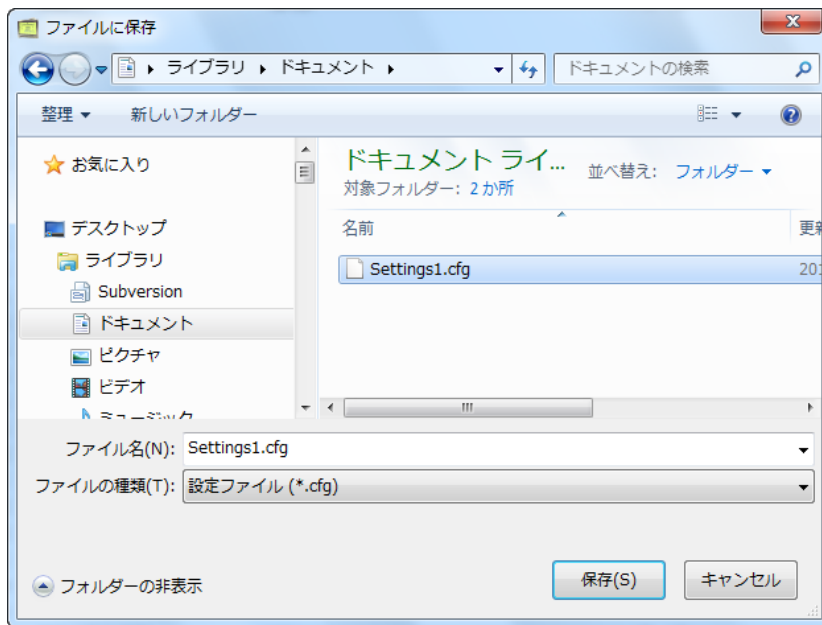 ファイルに保存
ライブラリ ドキュメント
ドキュメントの検索
整理 新しいフォルダー
お気に入り
デスクトップ
ライブラリ
Subversion
ドキュメント
ピクチャ
ビデオ
ミュージック
ドキュメント ライ...
並べ替え: フォルダー
対象フォルダー: 2 か所
名前
Settings1.cfg 201
ファイル名(N): Settings1.cfg
ファイルの種類(T): 設定ファイル (*.cfg)
フォルダーの非表示
保存(S)
キャンセル